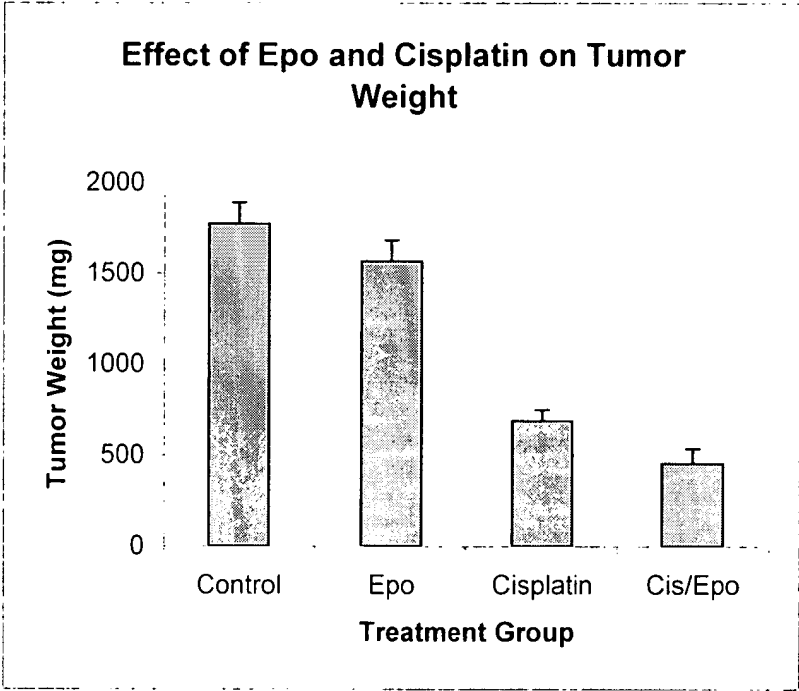 Effect of Epo and Cisplatin on Tumor
Weight
2000
1500
1000
500
0
Tumor Weight (mg)
Control Epo Cisplatin Cis/Epo
Treatment Group